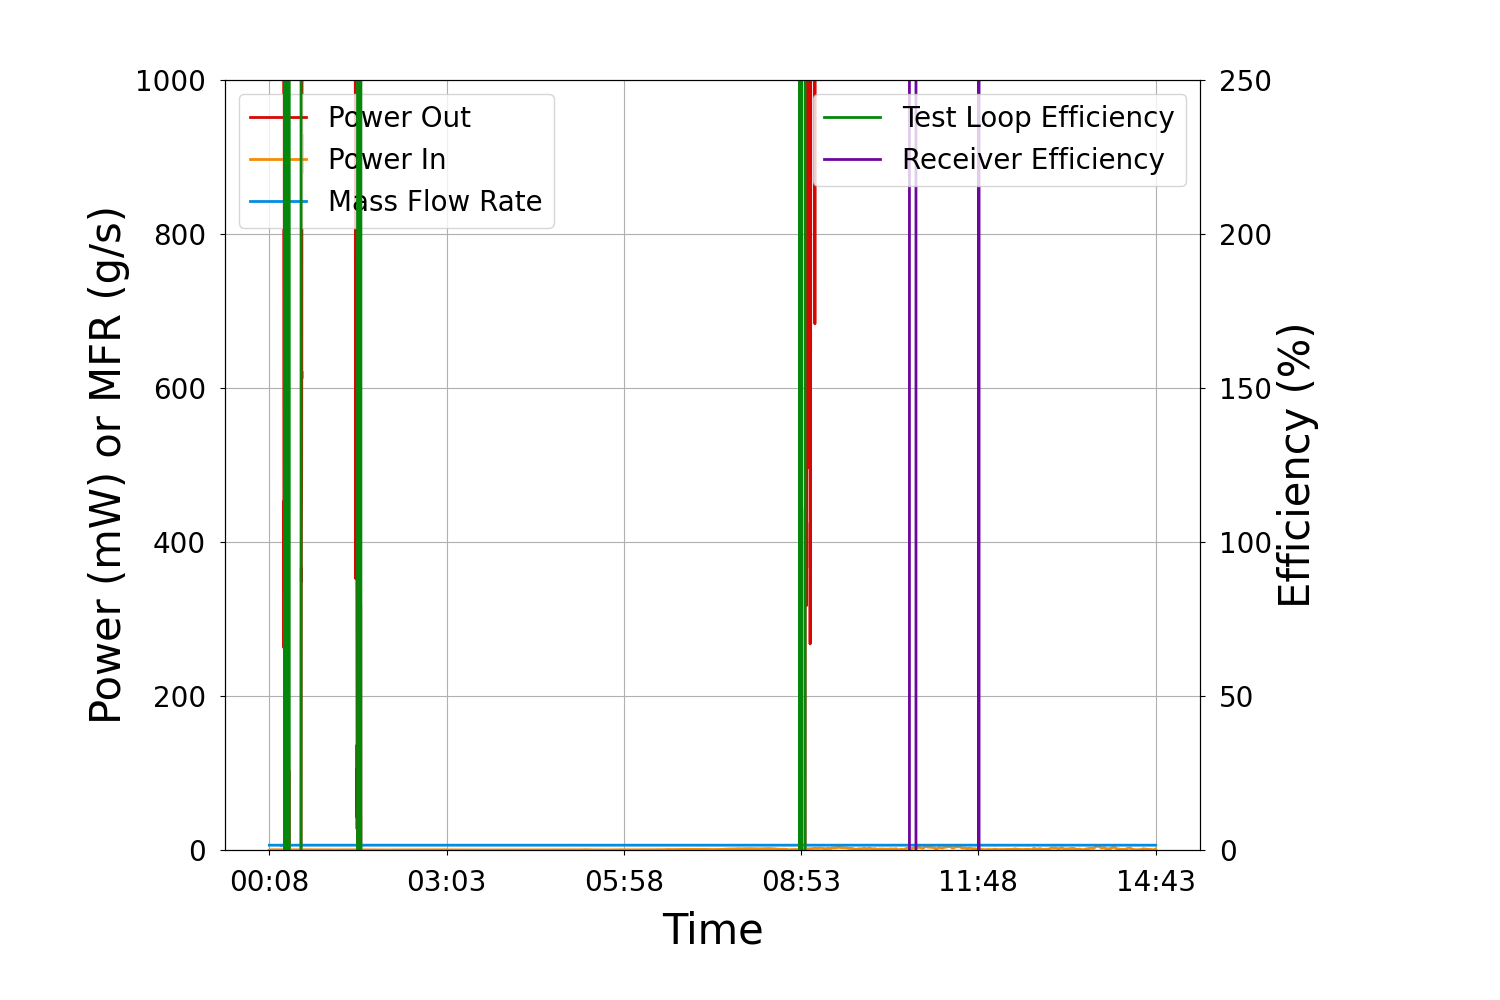 1000
800
600
400
200
0
Power (mW) or MFR (g/s)
Power Out
Power In
Mass Flow Rate
Test Loop Efficiency
Receiver Efficiency
250
200
150
100
50
0
Efficiency (%)
00:08 03:03 05:58 08:53 11:48 14:43
Time